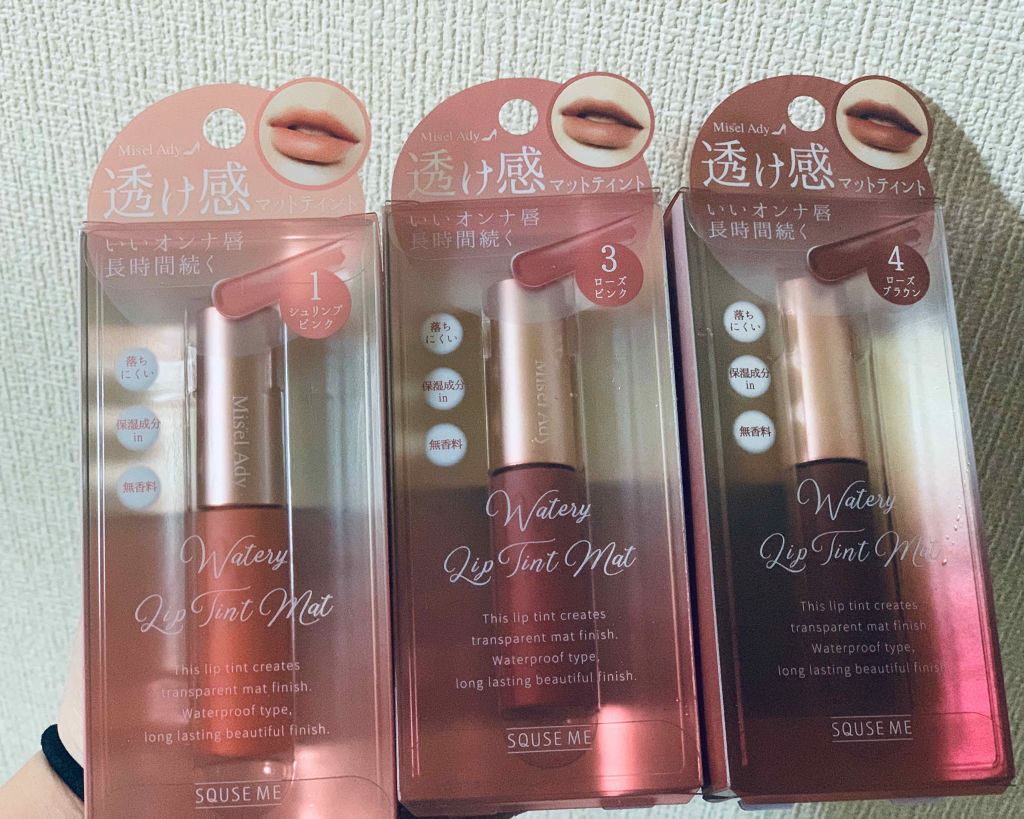 Misel Ady
透け感
マットティント
いいオンナ唇
長時間続く
1
シュリンプ
ピンク
落ち
にくい
保湿成分
in
無香料
Misel Ady
Watery
Lip Tint Mat
This lip tint creates
transparent mat finish.
Waterproof type,
long lasting beautiful finish.
SQUSE ME
Misel Ady
透け感
マットティント
いいオンナ唇
長時間続く
3
ローズ
ピンク
落ち
にくい
保湿成分
in
無香料
Misel Ady
Watery
Lip Tint Mat
This lip tint creates
transparent mat finish.
Waterproof type,
long lasting beautiful finish.
SQUSE ME
Misel Ady
透け感
マットティント
いいオンナ唇
長時間続く
4
ローズ
ブラウン
落ち
にくい
保湿成分
in
無香料
Watery
Lip Tint Mat
This lip tint creates
transparent mat finish.
Waterproof type,
long lasting beautiful finish.
SQUSE ME